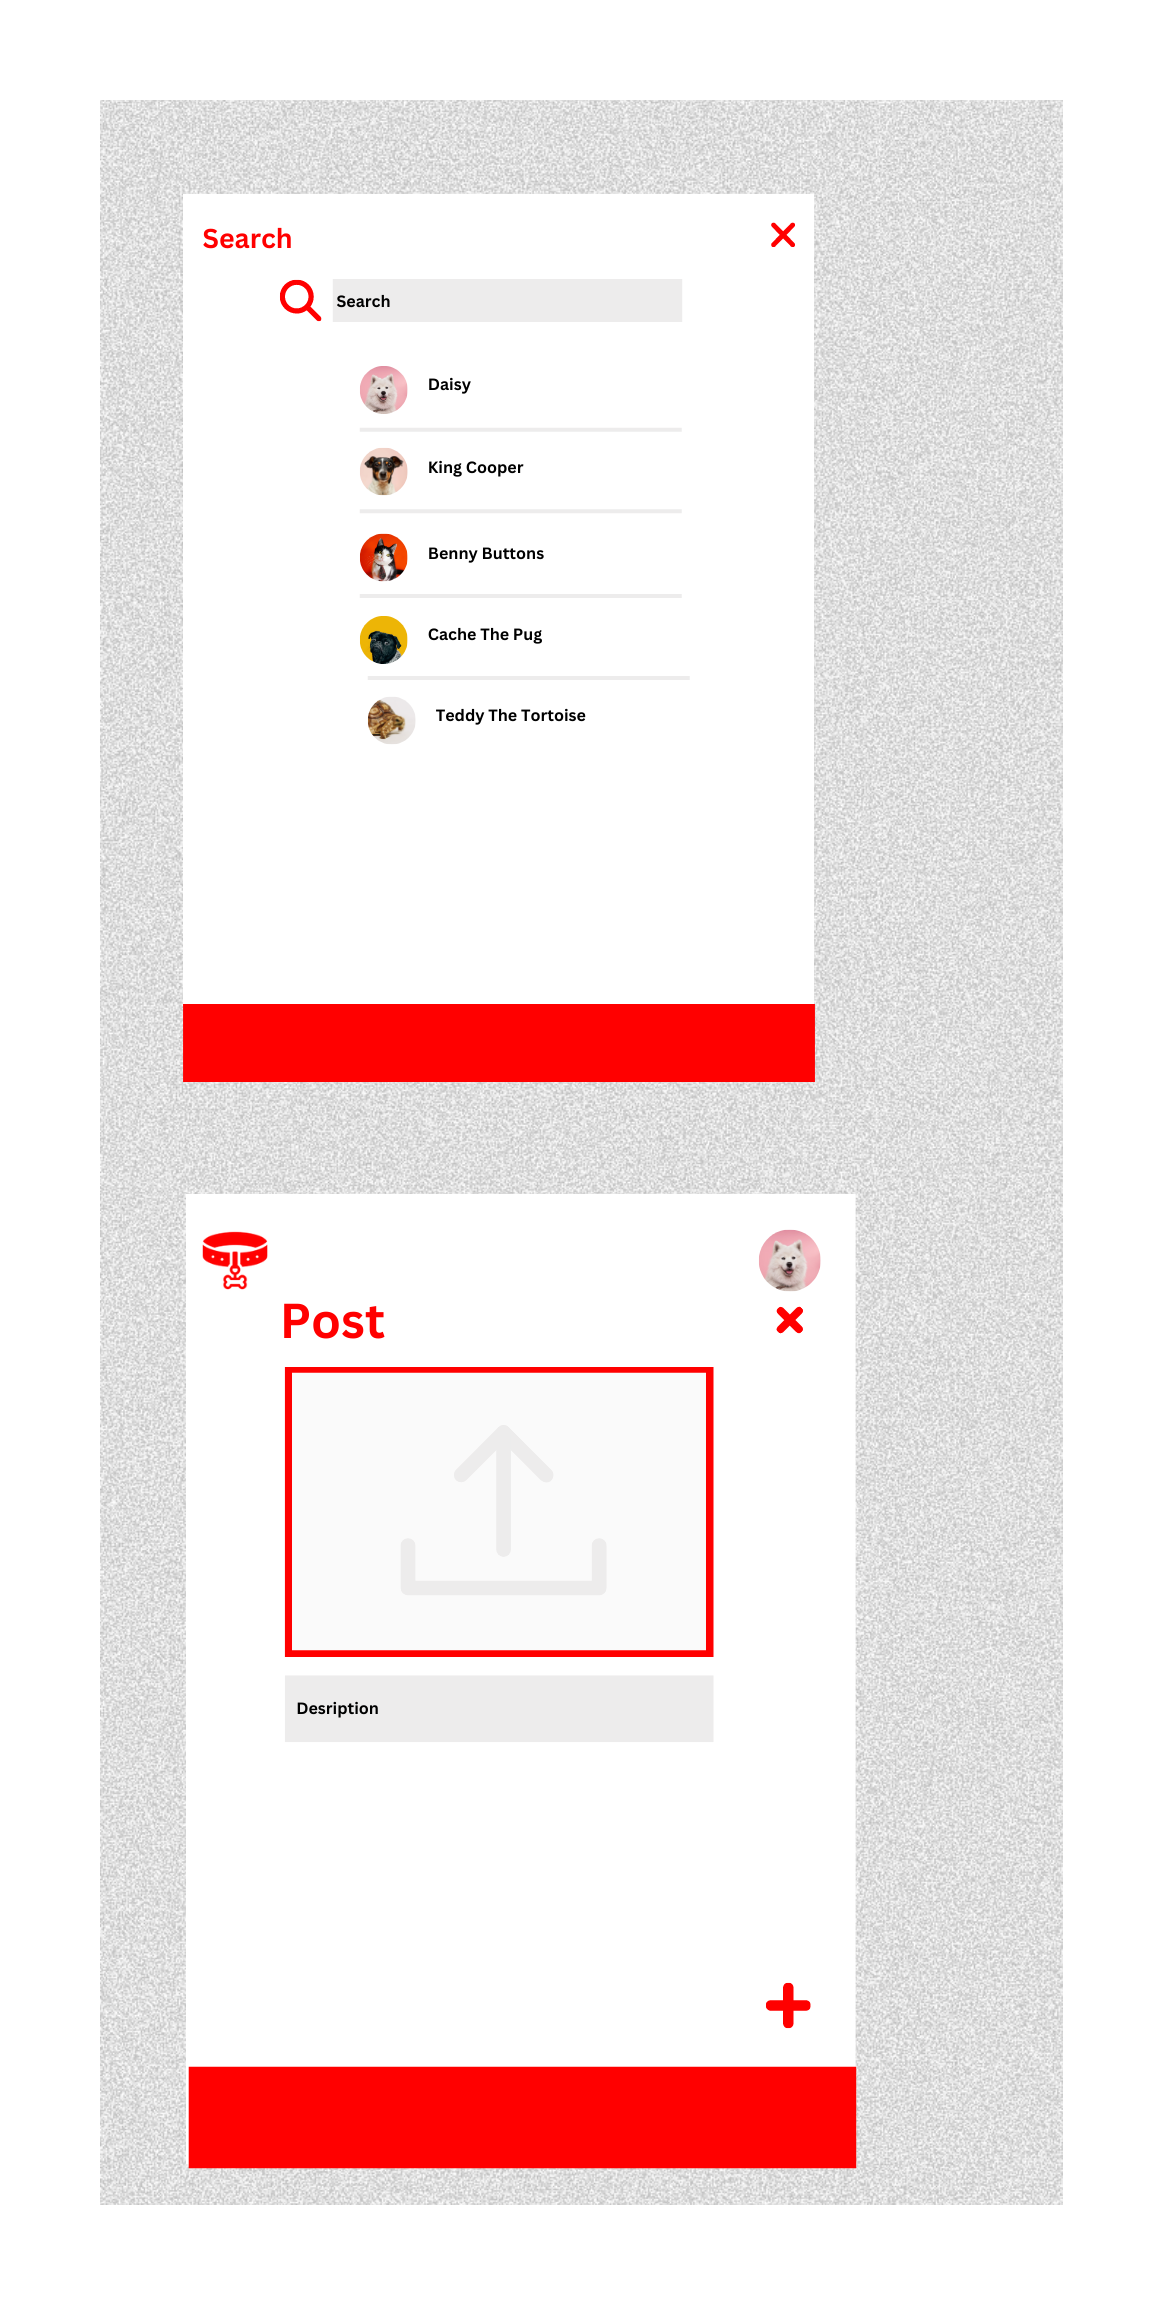 Search
Search
Daisy
King Cooper
Benny Buttons
Cache The Pug
Teddy The Tortoise
Post
Desription